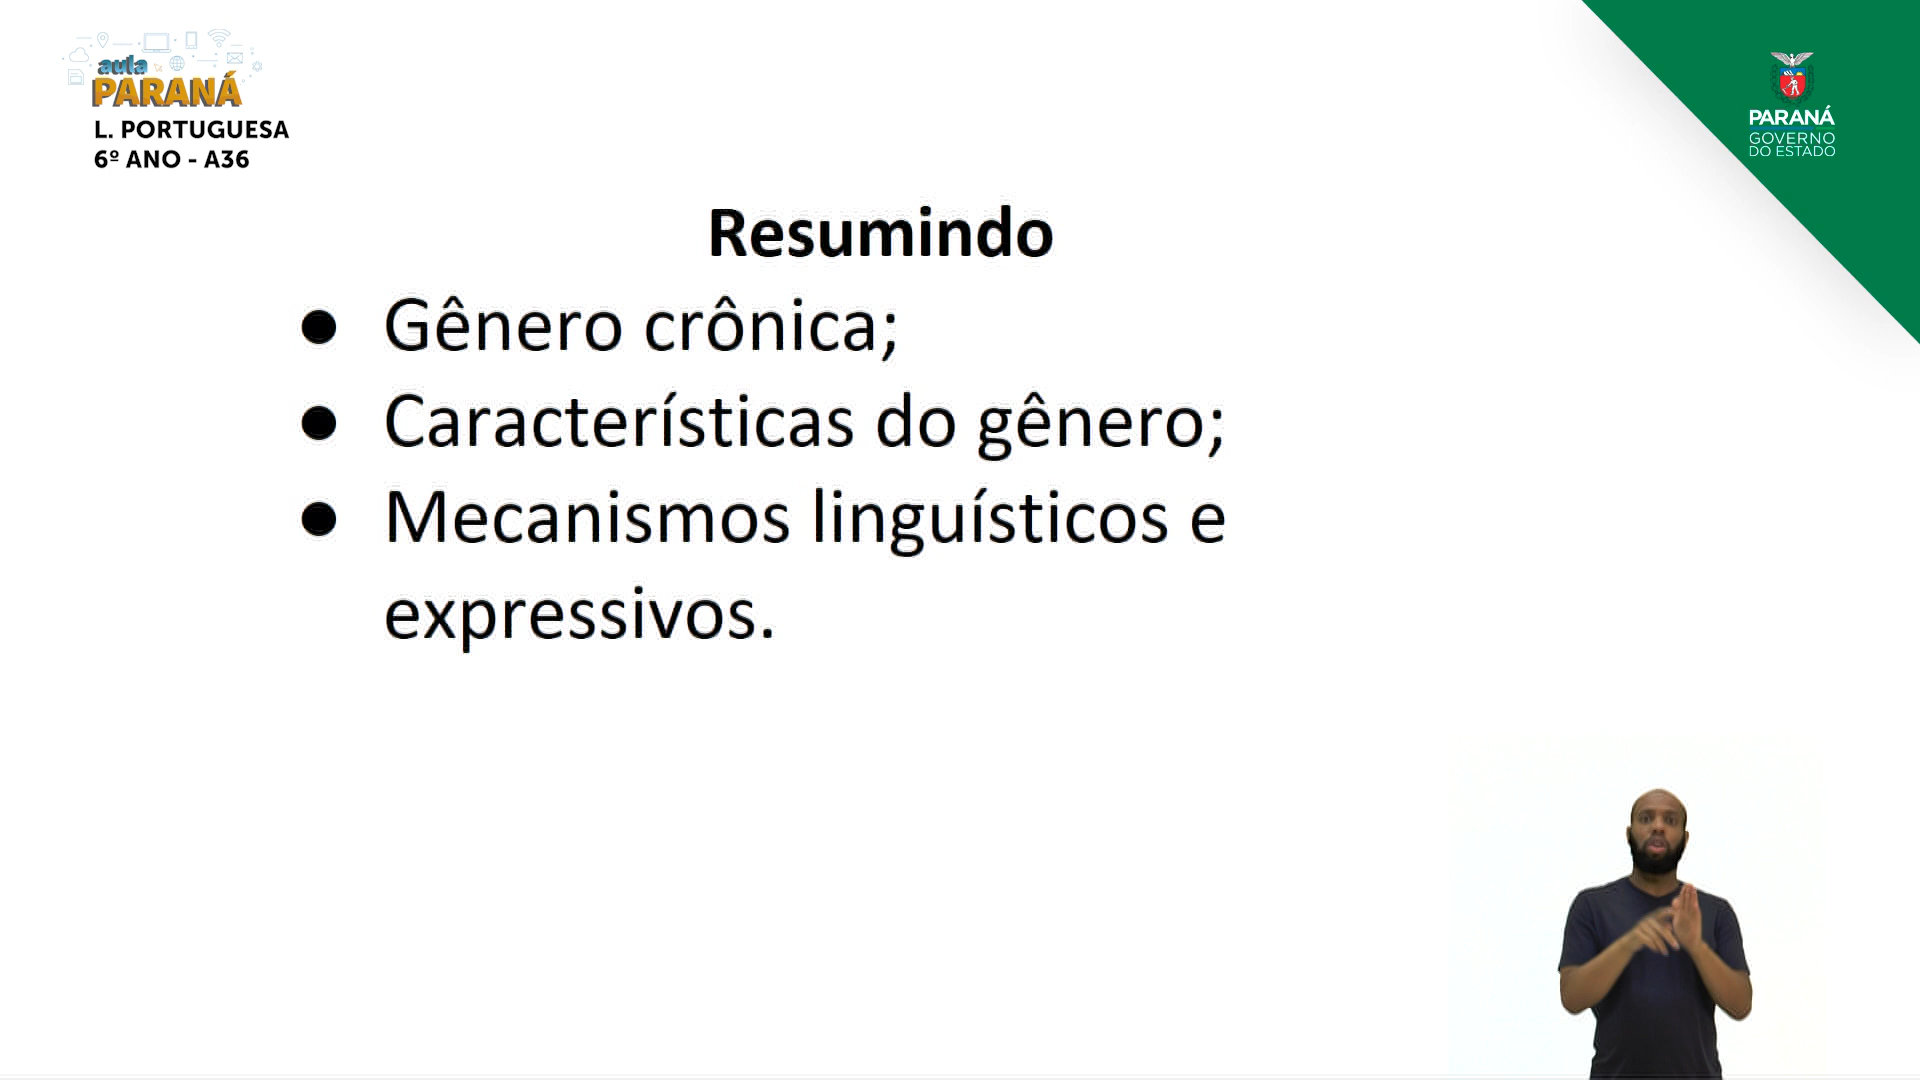 aula
PARANÁ
L. PORTUGUESA
6º ANO - A36
PARANÁ
GOVERNO
DO ESTADO
Resumindo
● Gênero crônica;
● Características do gênero;
● Mecanismos linguísticos e
expressivos.